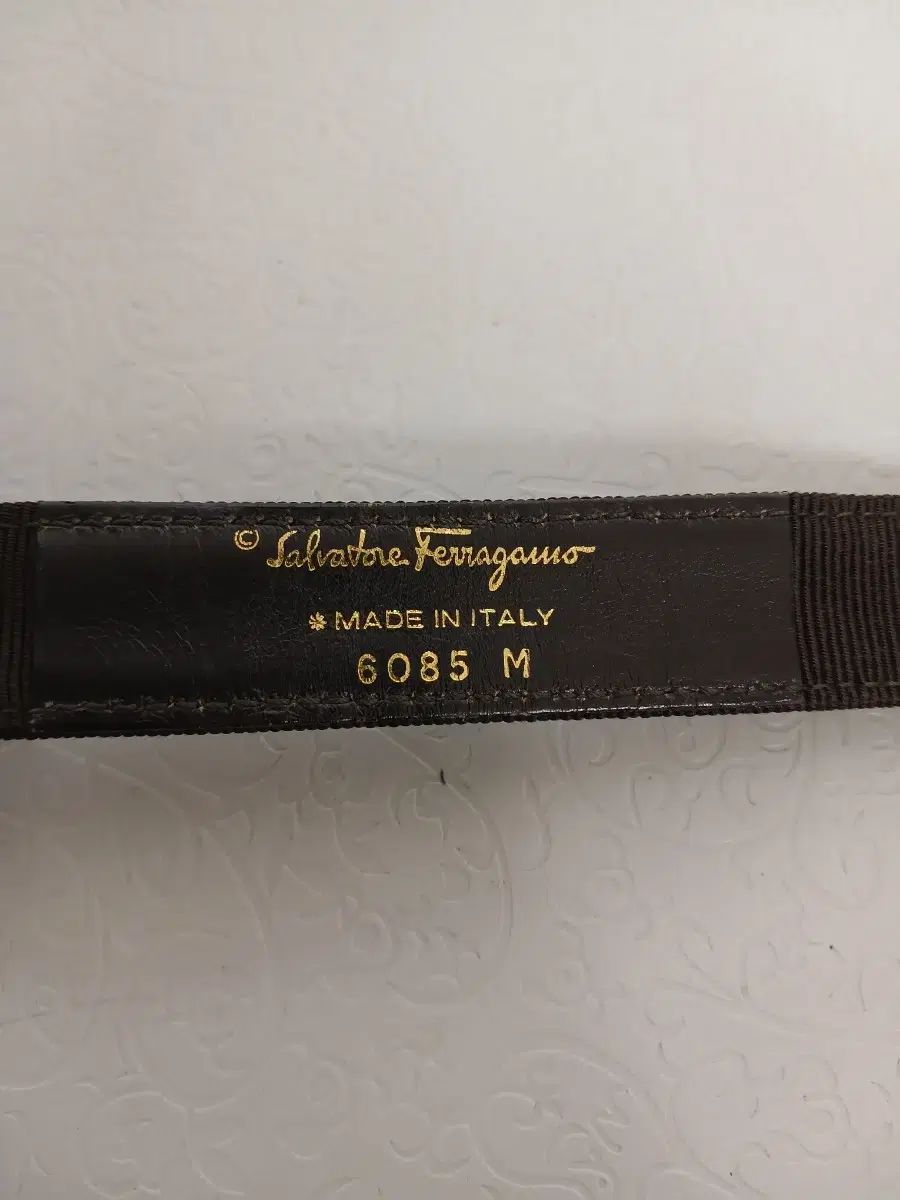 © Salvatore Ferragamo
* MADE IN ITALY
6085 M